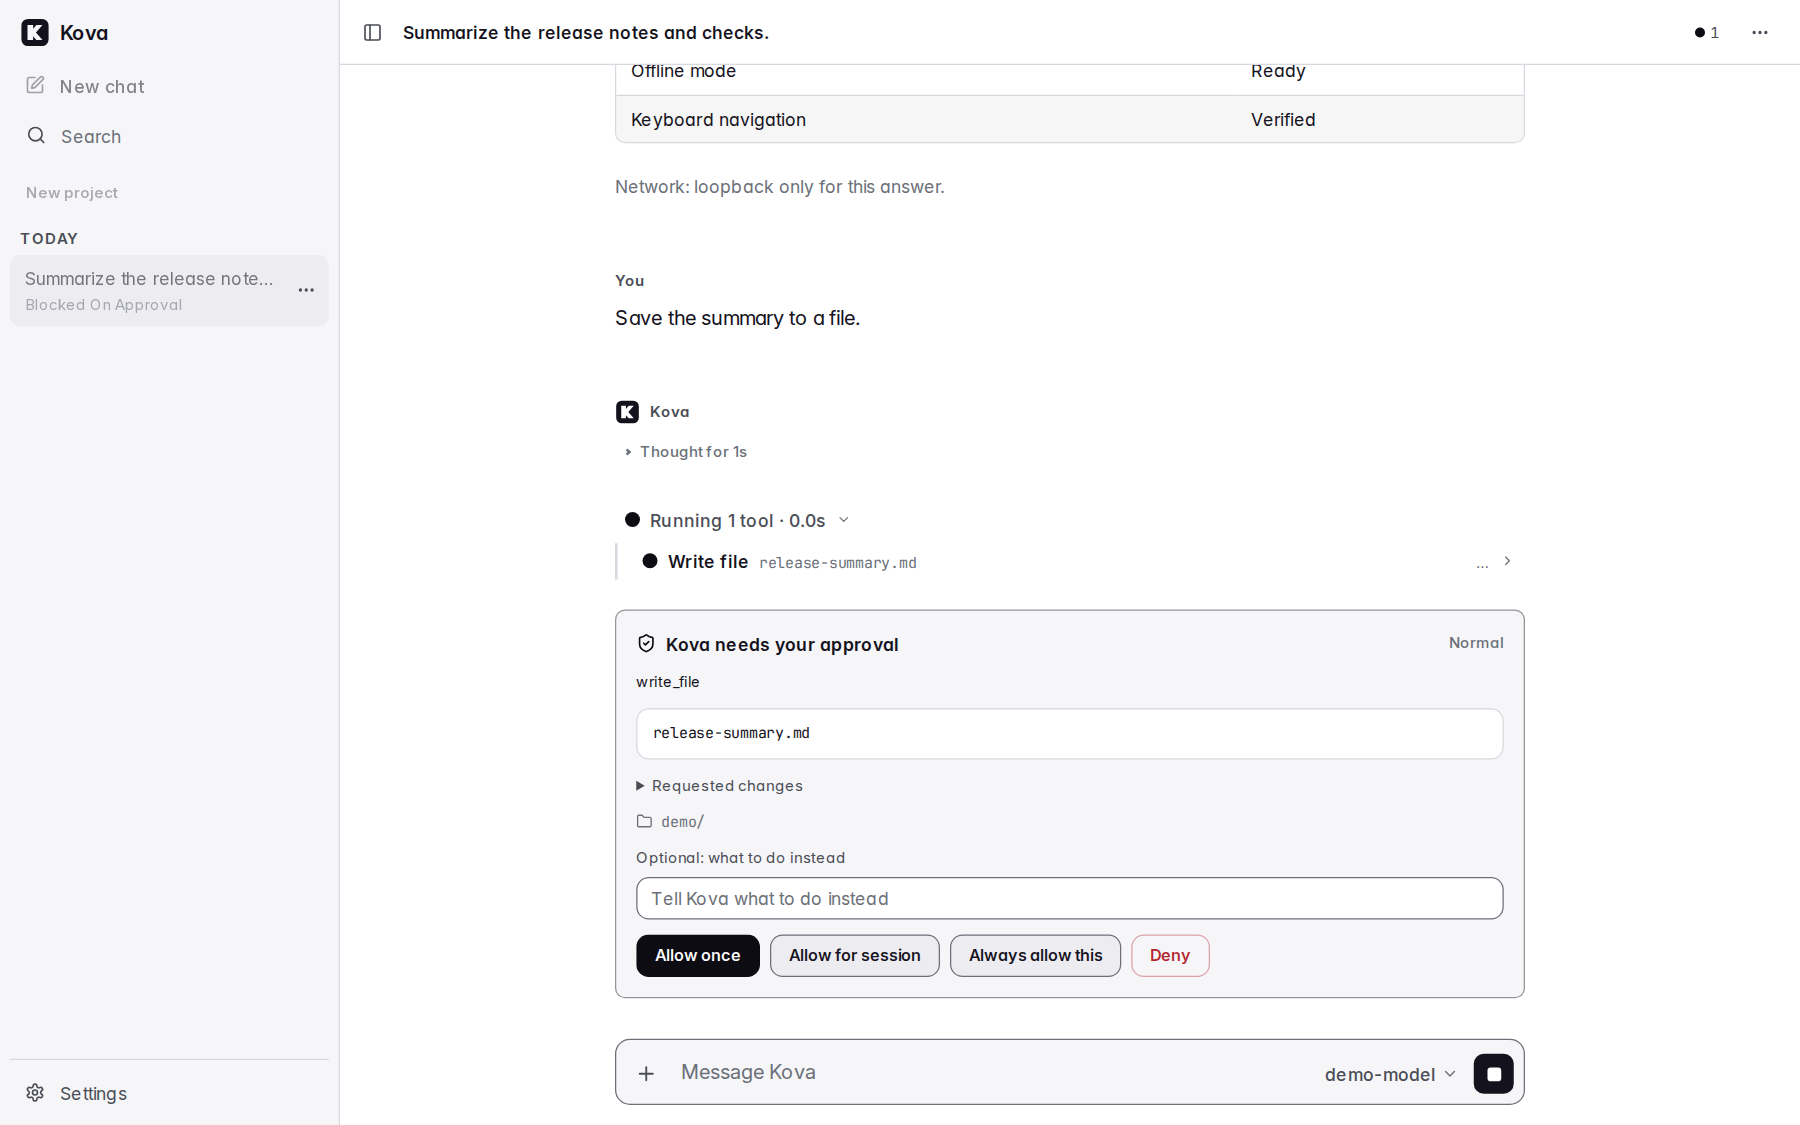 Kova
New chat
Search
New project
TODAY
Summarize the release note...
Blocked On Approval
Settings
Summarize the release notes and checks.
1
Offline mode Ready
Keyboard navigation Verified
Network: loopback only for this answer.
You
Save the summary to a file.
Kova
Thought for 1s
Running 1 tool · 0.0s
Write file release-summary.md ...
Kova needs your approval Normal
write_file
release-summary.md
Requested changes
demo/
Optional: what to do instead
Tell Kova what to do instead
Allow once Allow for session Always allow this Deny
Message Kova demo-model